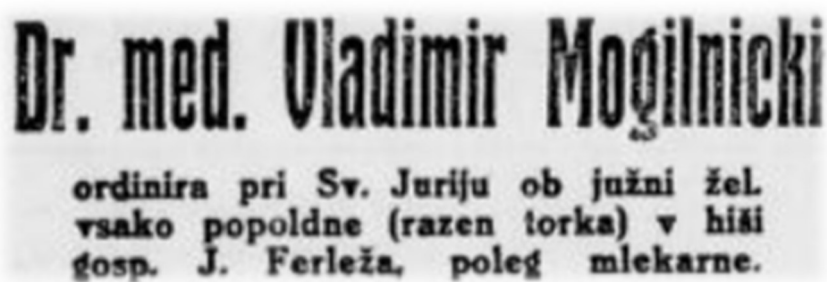 Dr. med. Vladimir Mogilnicki
ordinira pri Sv. Jurju ob južni žel.
vsako popoldne (razen torka) v hiši
gosp. J. Ferleža, poleg mlekarne.